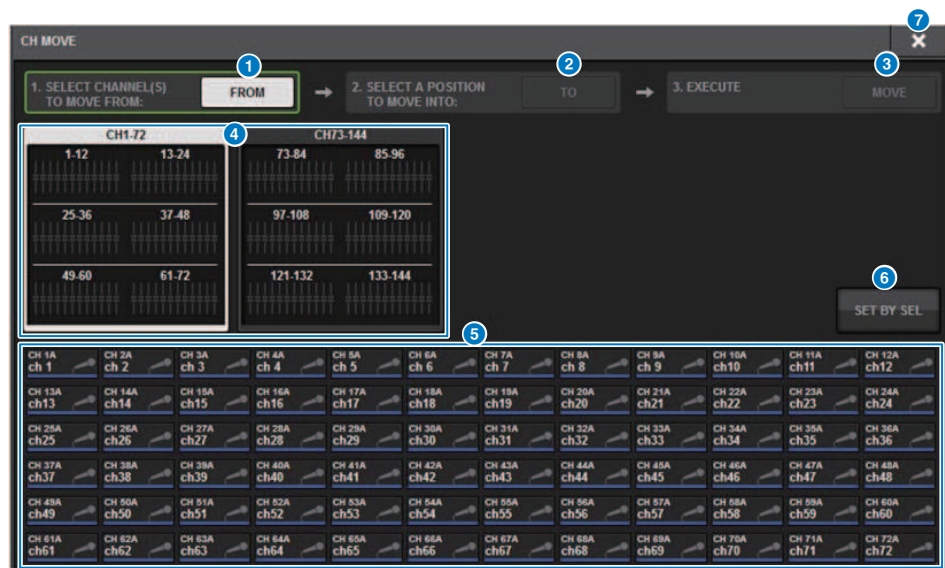 7
CH MOVE
1
2
3
1. SELECT CHANNEL(S) TO MOVE FROM:
FROM
2. SELECT A POSITION TO MOVE INTO:
TO
3. EXECUTE
MOVE
CH1-72
4
CH73-144
1-12 13-24 73-84 85-96
25-36 37-48 97-108 109-120
49-60 61-72 121-132 133-144
6
SET BY SEL
5
CH 1A CH 2A CH 3A CH 4A CH 5A CH 6A CH 7A CH 8A CH 9A CH 10A CH 11A CH 12A
ch 1 ch 2 ch 3 ch 4 ch 5 ch 6 ch 7 ch 8 ch 9 ch10 ch11 ch12
CH 13A CH 14A CH 15A CH 16A CH 17A CH 18A CH 19A CH 20A CH 21A CH 22A CH 23A CH 24A
ch13 ch14 ch15 ch16 ch17 ch18 ch19 ch20 ch21 ch22 ch23 ch24
CH 25A CH 26A CH 27A CH 28A CH 29A CH 30A CH 31A CH 32A CH 33A CH 34A CH 35A CH 36A
ch25 ch26 ch27 ch28 ch29 ch30 ch31 ch32 ch33 ch34 ch35 ch36
CH 37A CH 38A CH 39A CH 40A CH 41A CH 42A CH 43A CH 44A CH 45A CH 46A CH 47A CH 48A
ch37 ch38 ch39 ch40 ch41 ch42 ch43 ch44 ch45 ch46 ch47 ch48
CH 49A CH 50A CH 51A CH 52A CH 53A CH 54A CH 55A CH 56A CH 57A CH 58A CH 59A CH 60A
ch49 ch50 ch51 ch52 ch53 ch54 ch55 ch56 ch57 ch58 ch59 ch60
CH 61A CH 62A CH 63A CH 64A CH 65A CH 66A CH 67A CH 68A CH 69A CH 70A CH 71A CH 72A
ch61 ch62 ch63 ch64 ch65 ch66 ch67 ch68 ch69 ch70 ch71 ch72